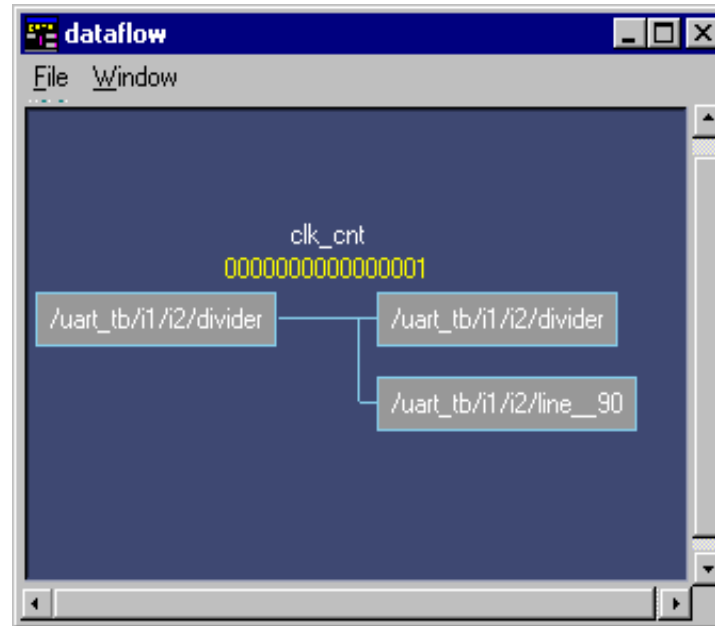 dataflow
File Window
clk_cnt
0000000000000001
/uart_tb/i1/i2/divider
/uart_tb/i1/i2/divider
/uart_tb/i1/i2/line__90